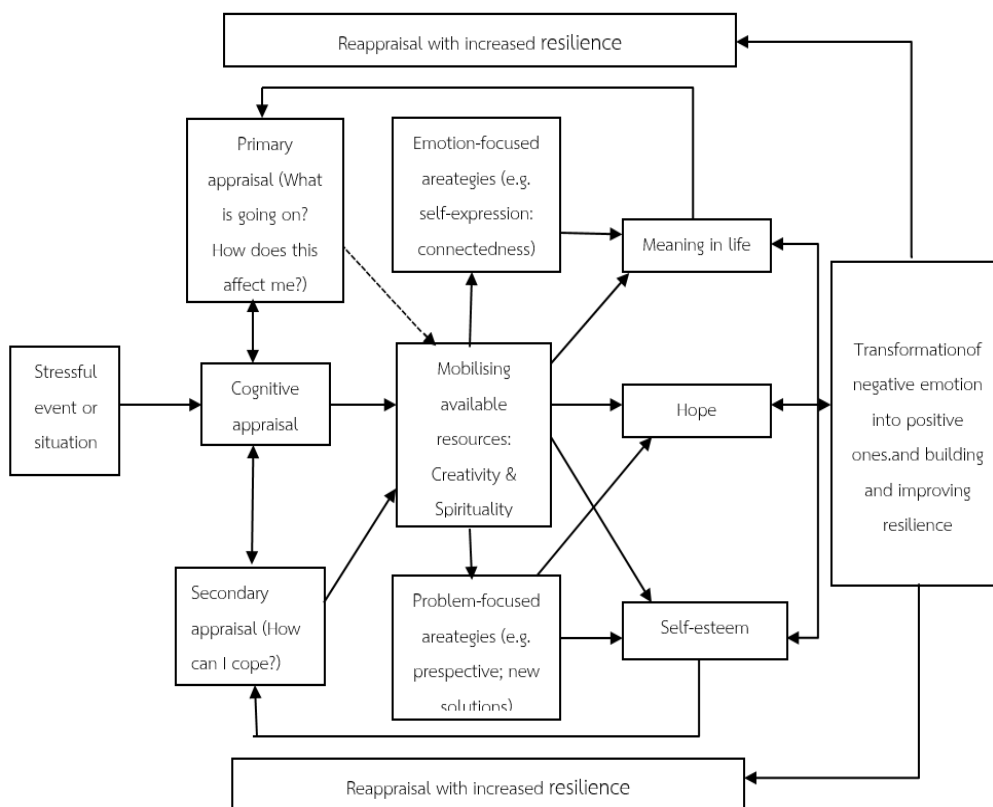 Reappraisal with increased resilience
Primary
appraisal (What
is going on?
How does this
affect me?)
Emotion-focused
areategies (e.g.
self-expression:
connectedness)
Meaning in life
Stressful
event or
situation
Cognitive
appraisal
Mobilising
available
resources:
Creativity &
Spirituality
Hope
Transformationof
negative emotion
into positive
ones.and building
and improving
resilience
Secondary
appraisal (How
can I cope?)
Problem-focused
areategies (e.g.
prespective; new
solutions)
Self-esteem
Reappraisal with increased resilience